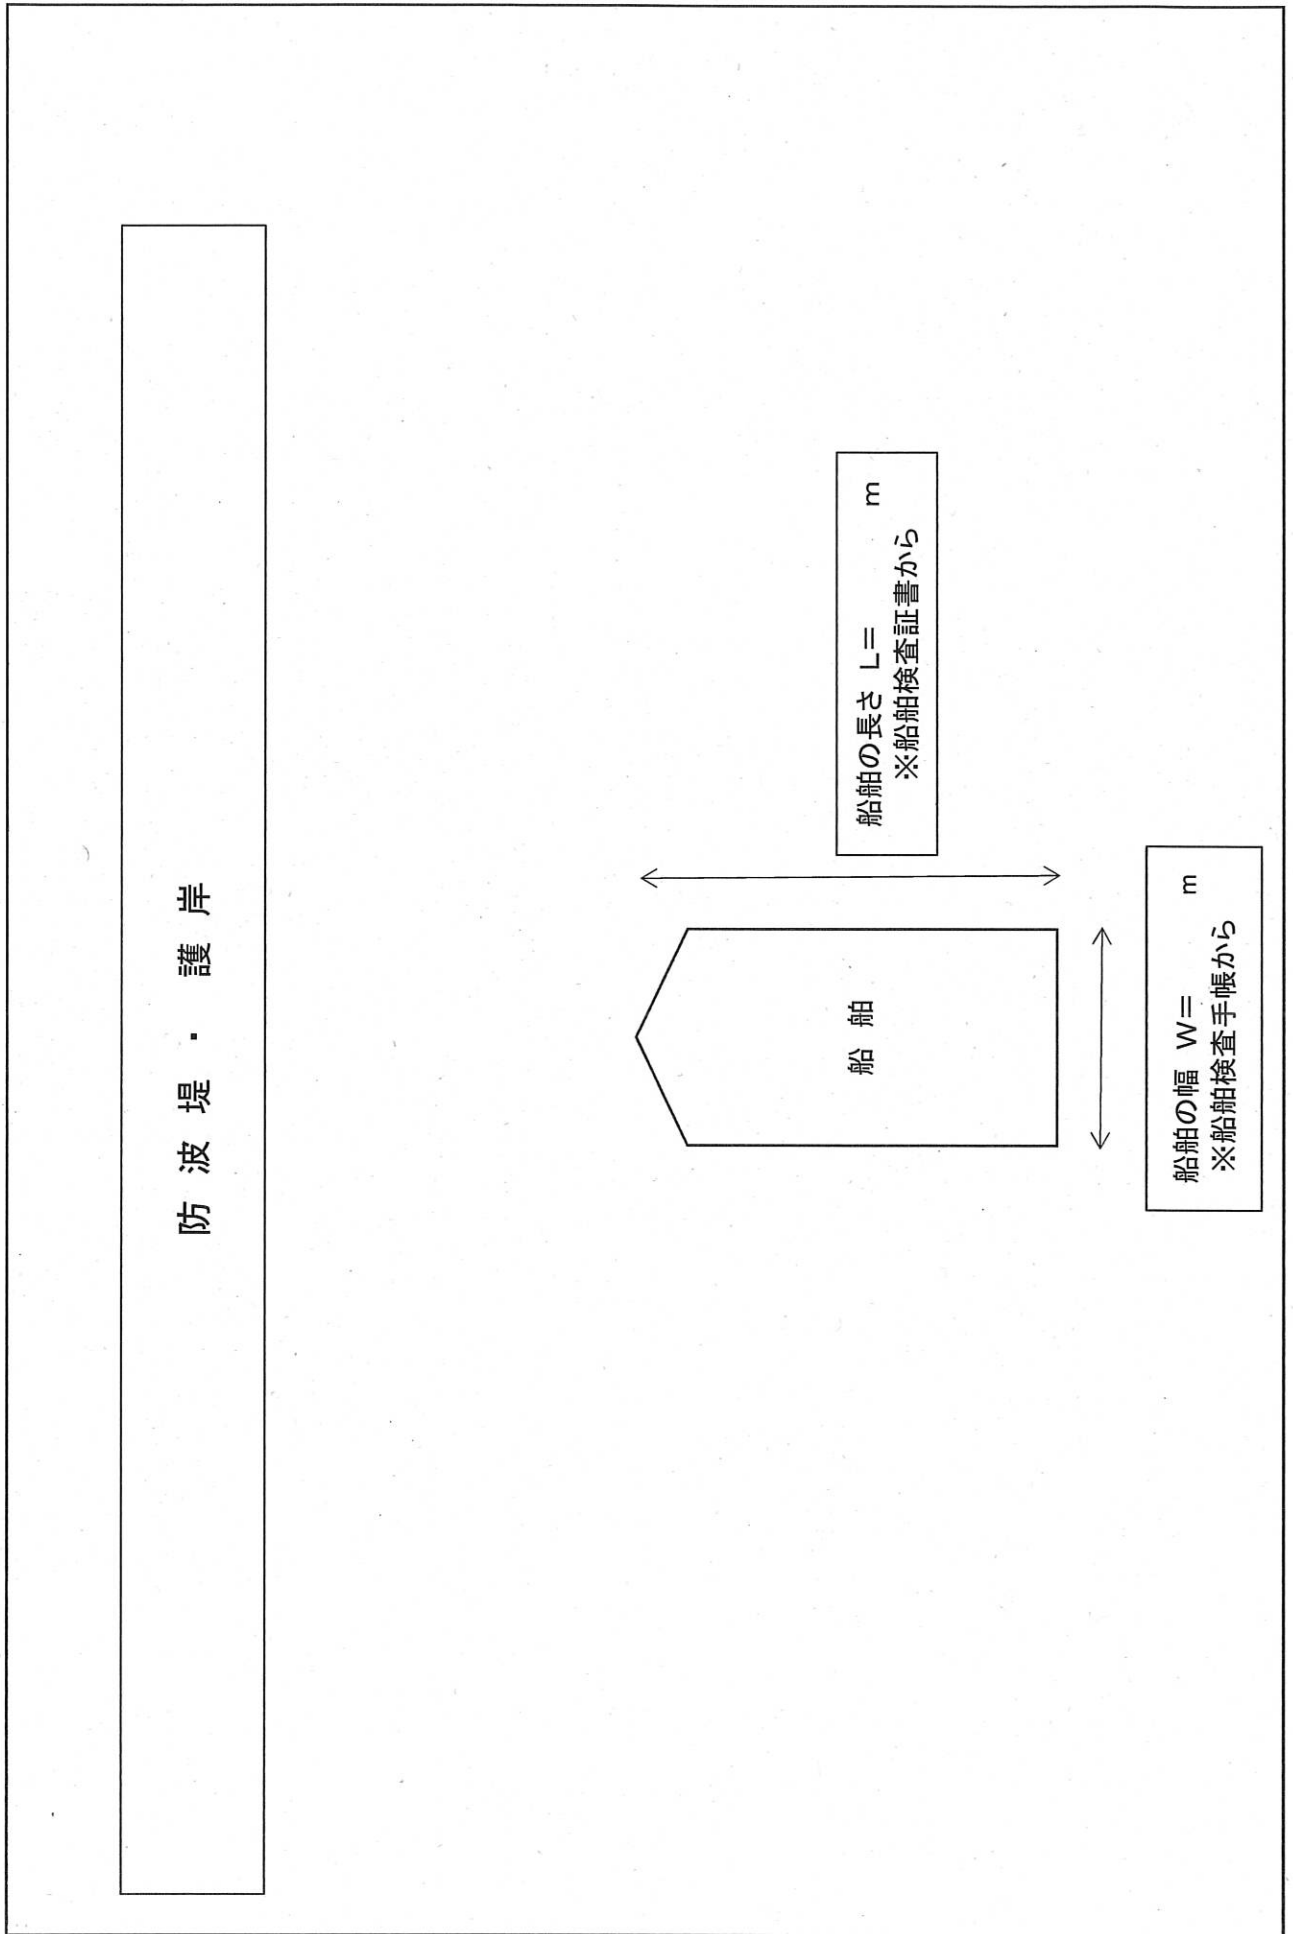 防波堤・護岸
船舶の長さ L=　　　m
※船舶検査証書から
船舶
船舶の幅 W=　　　m
※船舶検査手帳から